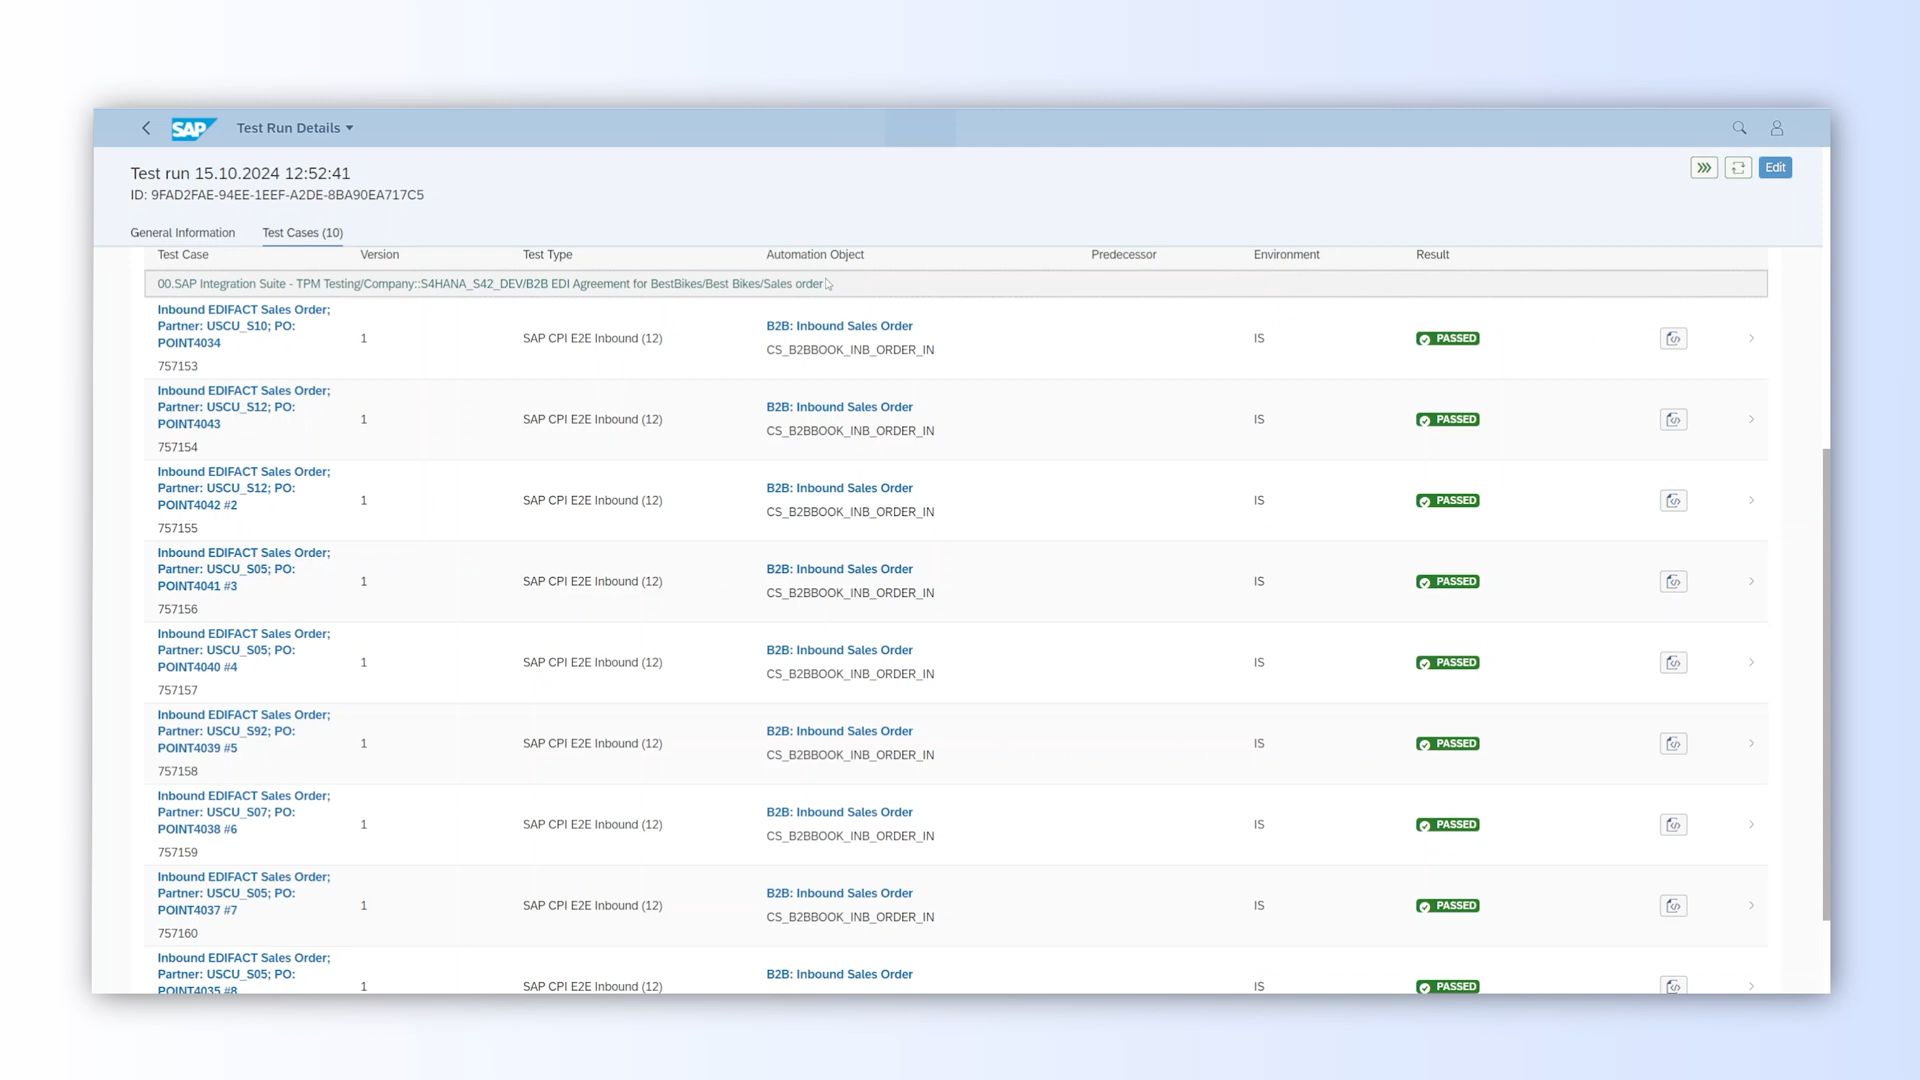 SAP Test Run Details
Test run 15.10.2024 12:52:41
ID: 9FAD2FAE-94EE-1EEF-A2DE-8BA90EA717C5
Edit
General Information Test Cases (10)
Test Case Version Test Type Automation Object Predecessor Environment Result
00.SAP Integration Suite - TPM Testing/Company::S4HANA_S42_DEV/B2B EDI Agreement for BestBikes/Best Bikes/Sales order
Inbound EDIFACT Sales Order;
Partner: USCU_S10; PO:
POINT4034
757153
1
SAP CPI E2E Inbound (12)
B2B: Inbound Sales Order
CS_B2BBOOK_INB_ORDER_IN
IS
PASSED
Inbound EDIFACT Sales Order;
Partner: USCU_S12; PO:
POINT4043
757154
1
SAP CPI E2E Inbound (12)
B2B: Inbound Sales Order
CS_B2BBOOK_INB_ORDER_IN
IS
PASSED
Inbound EDIFACT Sales Order;
Partner: USCU_S12; PO:
POINT4042 #2
757155
1
SAP CPI E2E Inbound (12)
B2B: Inbound Sales Order
CS_B2BBOOK_INB_ORDER_IN
IS
PASSED
Inbound EDIFACT Sales Order;
Partner: USCU_S05; PO:
POINT4041 #3
757156
1
SAP CPI E2E Inbound (12)
B2B: Inbound Sales Order
CS_B2BBOOK_INB_ORDER_IN
IS
PASSED
Inbound EDIFACT Sales Order;
Partner: USCU_S05; PO:
POINT4040 #4
757157
1
SAP CPI E2E Inbound (12)
B2B: Inbound Sales Order
CS_B2BBOOK_INB_ORDER_IN
IS
PASSED
Inbound EDIFACT Sales Order;
Partner: USCU_S92; PO:
POINT4039 #5
757158
1
SAP CPI E2E Inbound (12)
B2B: Inbound Sales Order
CS_B2BBOOK_INB_ORDER_IN
IS
PASSED
Inbound EDIFACT Sales Order;
Partner: USCU_S07; PO:
POINT4038 #6
757159
1
SAP CPI E2E Inbound (12)
B2B: Inbound Sales Order
CS_B2BBOOK_INB_ORDER_IN
IS
PASSED
Inbound EDIFACT Sales Order;
Partner: USCU_S05; PO:
POINT4037 #7
757160
1
SAP CPI E2E Inbound (12)
B2B: Inbound Sales Order
CS_B2BBOOK_INB_ORDER_IN
IS
PASSED
Inbound EDIFACT Sales Order;
Partner: USCU_S05; PO:
POINT4035 #8
1
SAP CPI E2E Inbound (12)
B2B: Inbound Sales Order
IS
PASSED